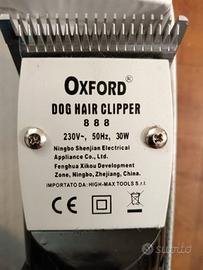 OXFORD®
DOG HAIR CLIPPER
888
230V~, 50Hz, 30W
Ningbo Shenjian Electrical
Appliance Co., Ltd.
Fenghua Xikou Development
Zone, Ningbo, Zhejiang, China.
IMPORTATO DA: HIGH-MAX TOOLS S.r.l.
CE
subito